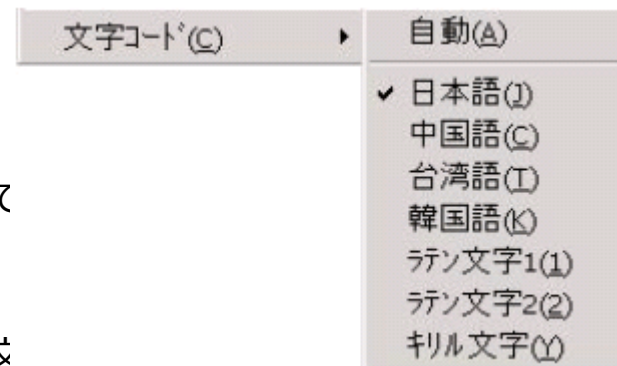 文字ｺｰﾄﾞ(C)
自動(A)
日本語(J)
中国語(C)
台湾語(T)
韓国語(K)
ﾗﾃﾝ文字1(1)
ﾗﾃﾝ文字2(2)
ｷﾘﾙ文字(Y)
て